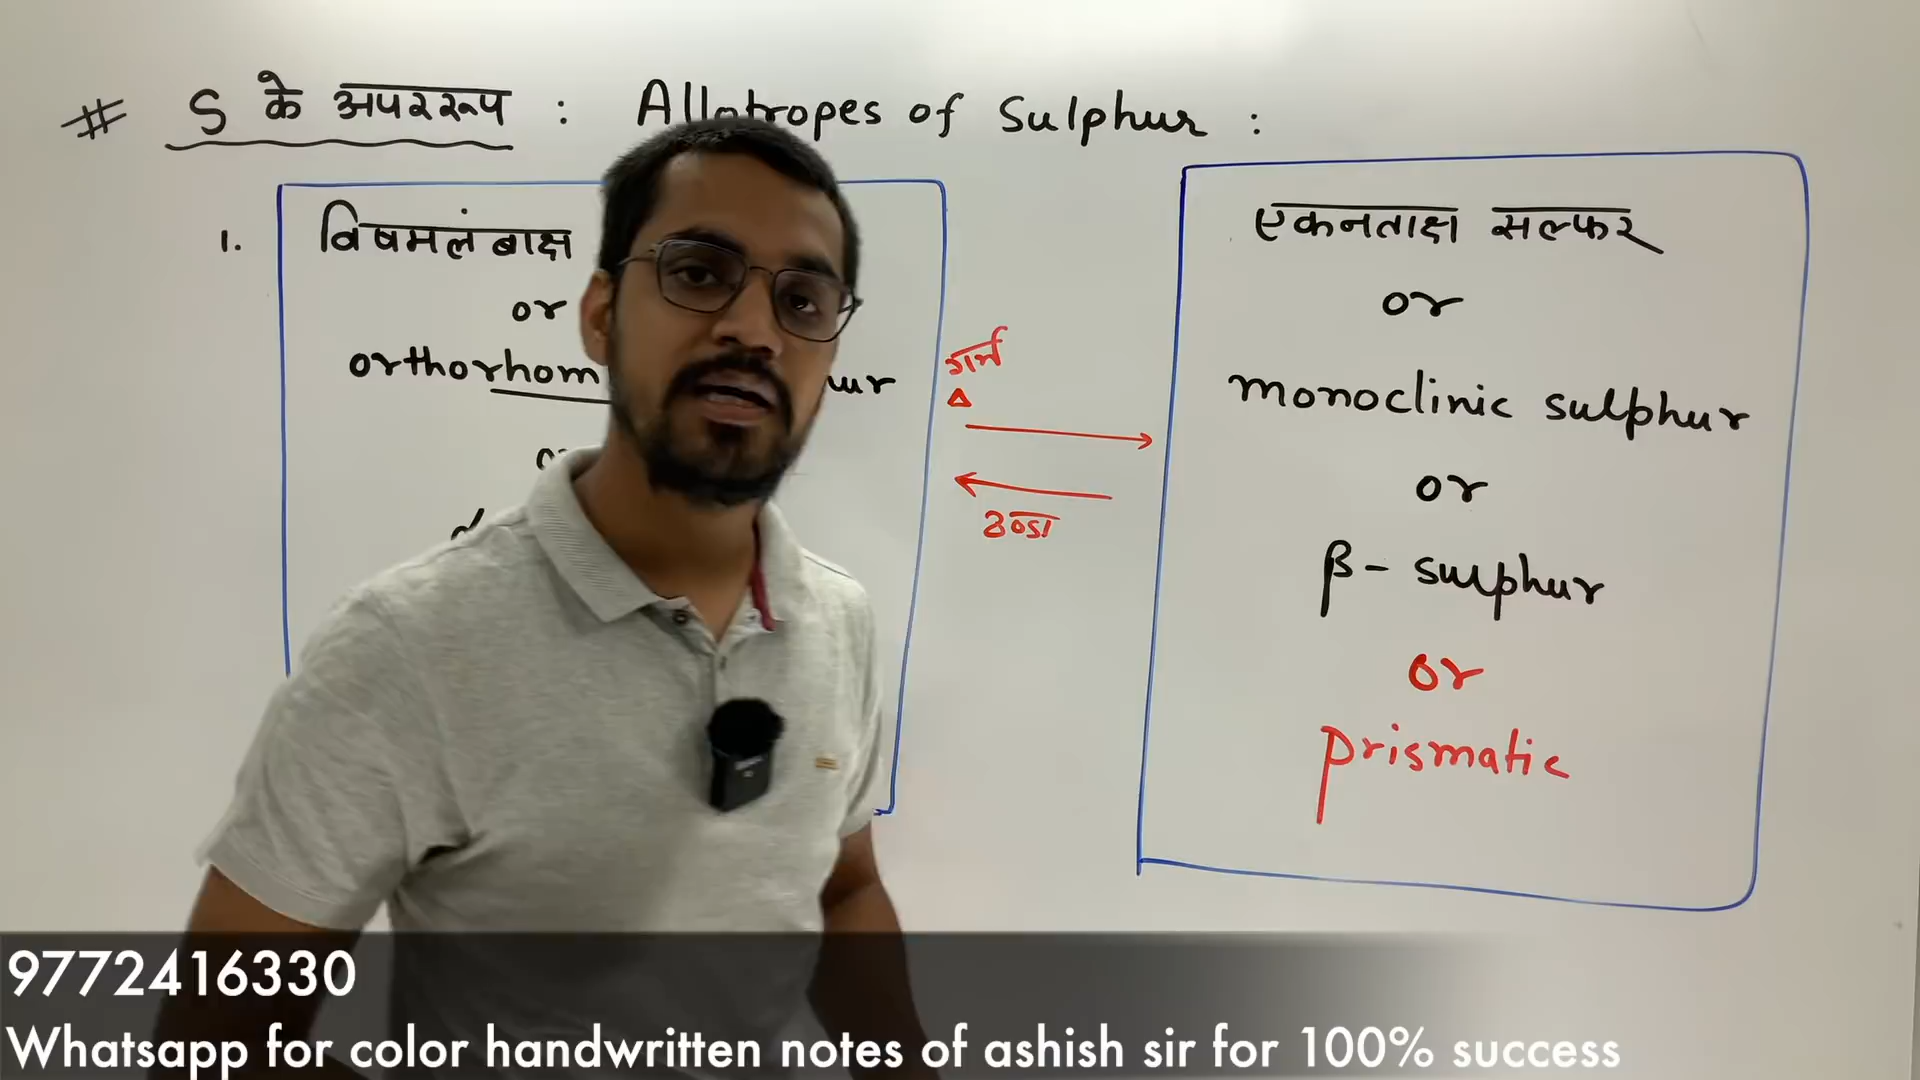 # S के अपररूप : Allotropes of Sulphur :
1. विषमलंबाक्ष
or
orthorhom
गर्म
Δ
ठण्डा
एकनताक्ष सल्फर
or
monoclinic sulphur
or
β- sulphur
or
prismatic
9772416330
Whatsapp for color handwritten notes of ashish sir for 100% success